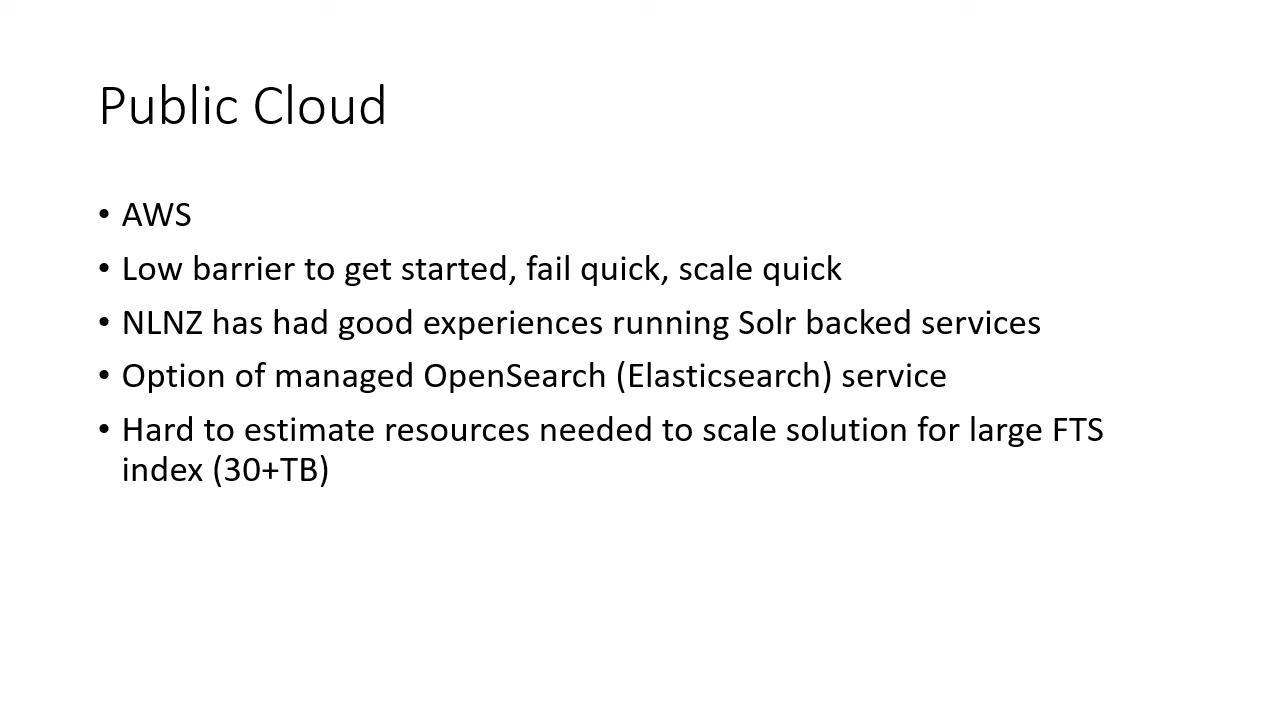 Public Cloud
• AWS
• Low barrier to get started, fail quick, scale quick
• NLNZ has had good experiences running Solr backed services
• Option of managed OpenSearch (Elasticsearch) service
• Hard to estimate resources needed to scale solution for large FTS
index (30+TB)